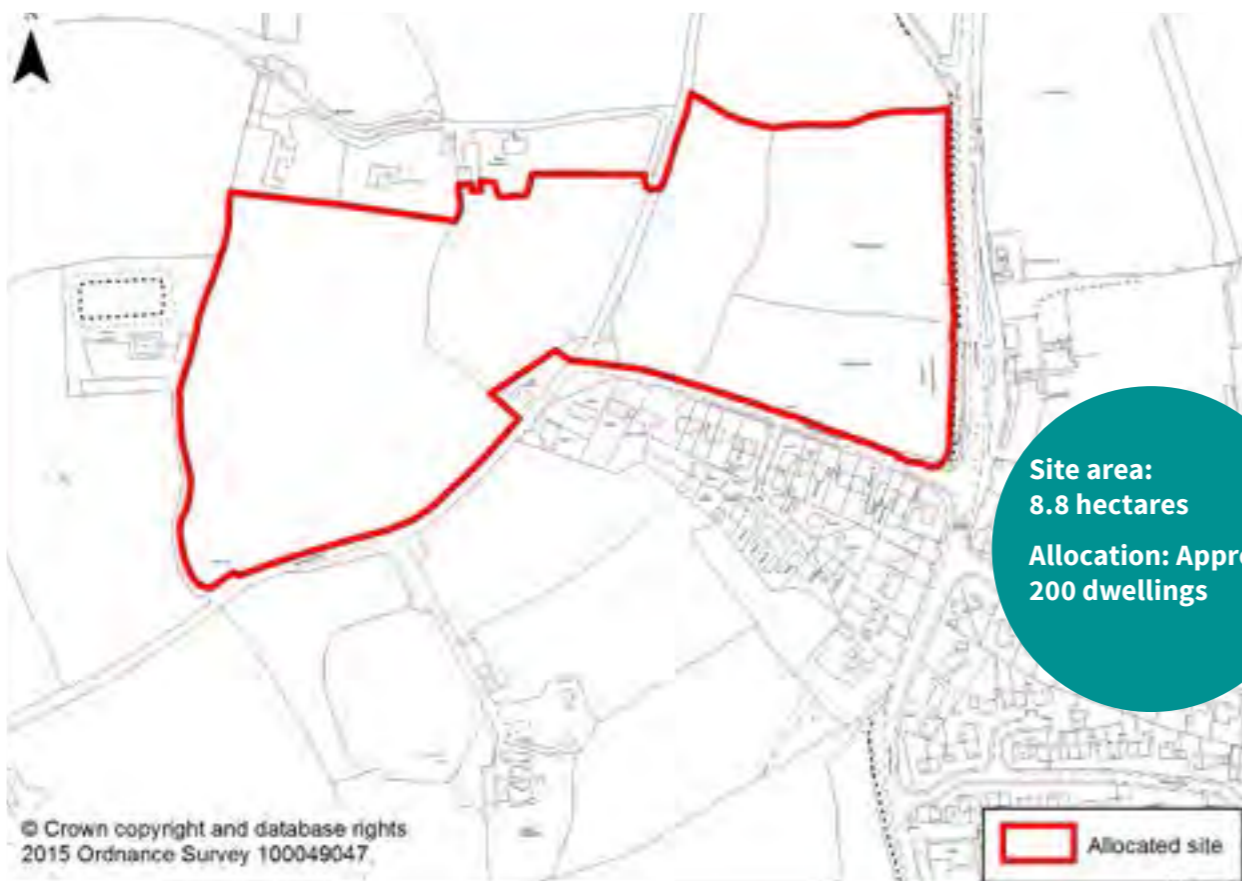 Site area:
8.8 hectares
Allocation: Appro
200 dwellings
© Crown copyright and database rights
2015 Ordnance Survey 100049047.
Allocated site